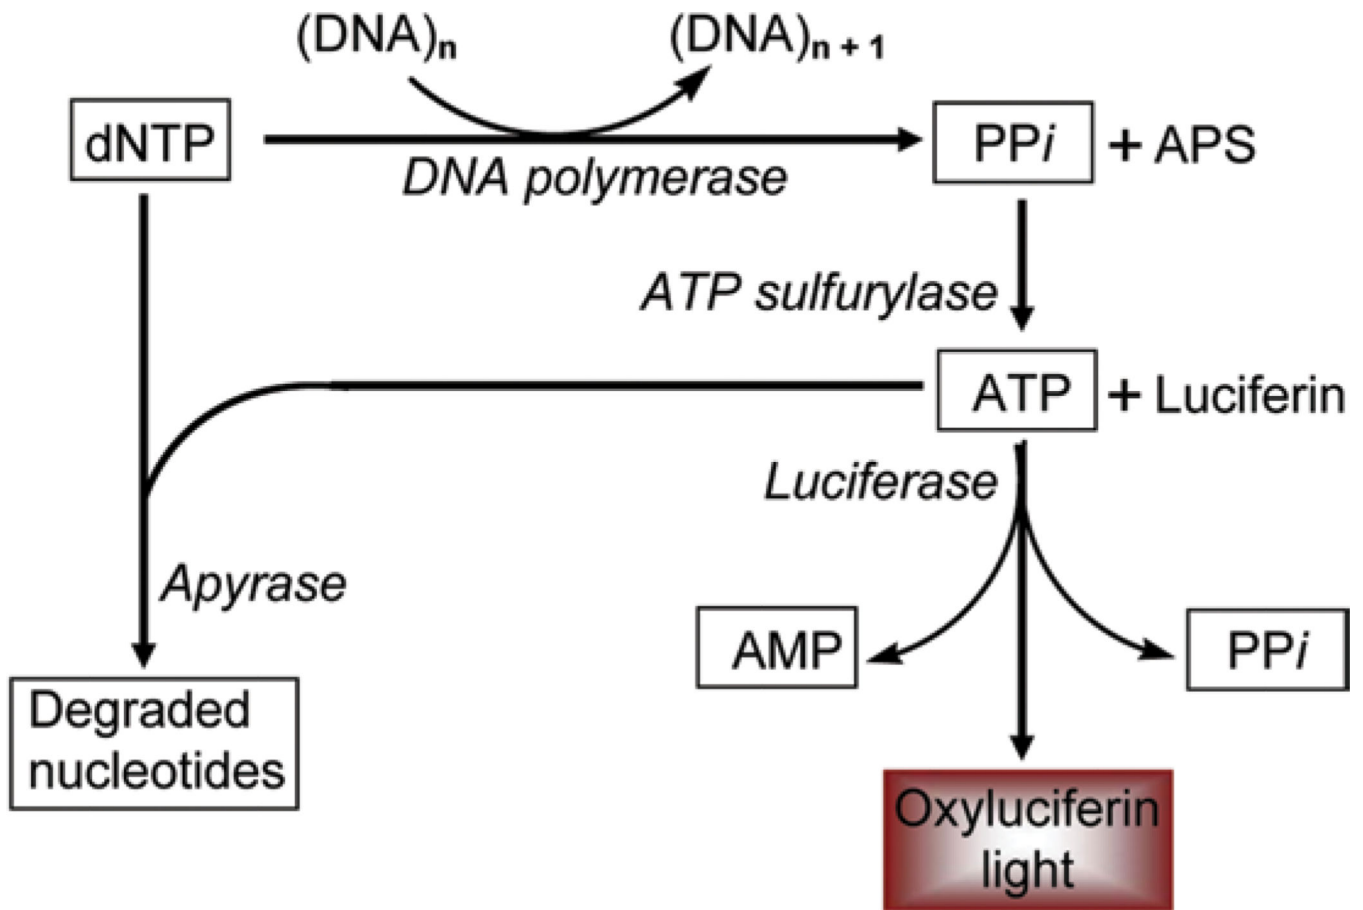 (DNA)n
(DNA)n + 1
dNTP
PPi
+ APS
DNA polymerase
ATP sulfurylase
ATP
+ Luciferin
Luciferase
Apyrase
AMP
PPi
Degraded
nucleotides
Oxyluciferin
light